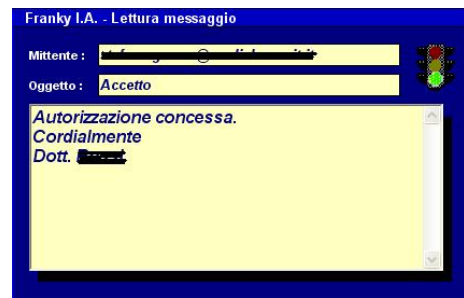 Franky I.A. - Lettura messaggio
Mittente :
Oggetto : Accetto
Autorizzazione concessa.
Cordialmente
Dott.